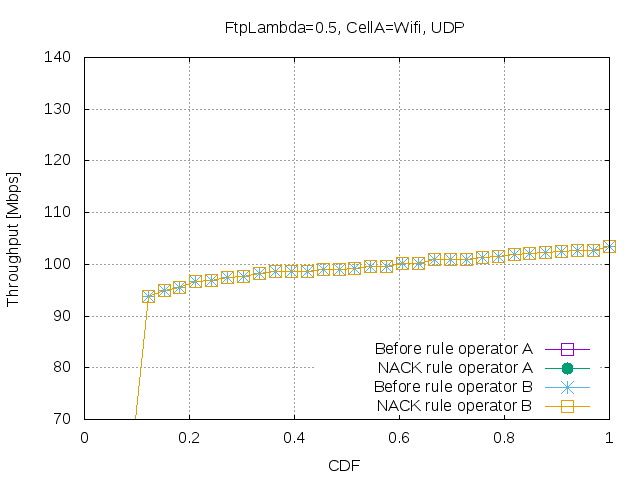 FtpLambda=0.5, CellA=Wifi, UDP
140
130
120
110
100
90
80
70
Throughput [Mbps]
Before rule operator A
NACK rule operator A
Before rule operator B
NACK rule operator B
0 0.2 0.4 0.6 0.8 1
CDF